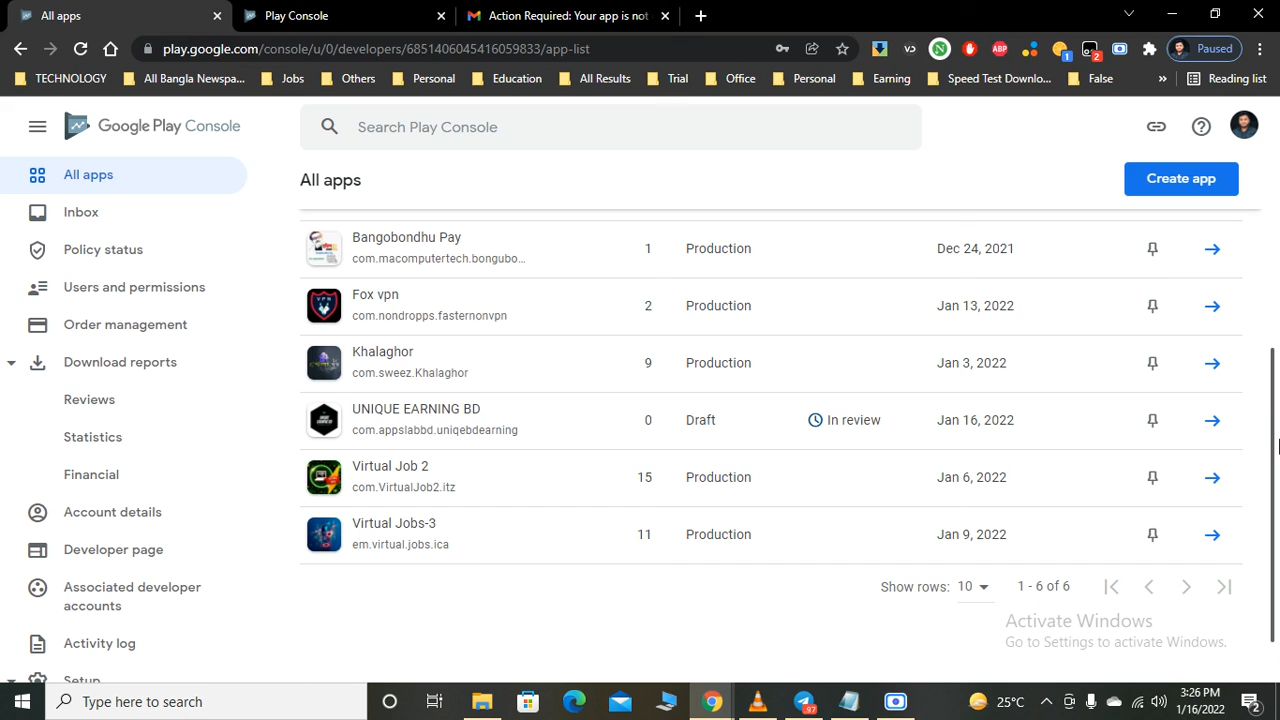 All apps
Play Console
Action Required: Your app is not
play.google.com/console/u/0/developers/6851406045416059833/app-list
Paused
TECHNOLOGY
All Bangla Newspa...
Jobs
Others
Personal
Education
All Results
Trial
Office
Personal
Earning
Speed Test Downlo...
False
Reading list
Google Play Console
Search Play Console
All apps
Inbox
Policy status
Users and permissions
Order management
Download reports
Reviews
Statistics
Financial
Account details
Developer page
Associated developer
accounts
Activity log
Setup
All apps
Create app
Bangobondhu Pay
com.macomputertech.bongubo...
1 Production Dec 24, 2021
Fox vpn
com.nondropps.fasternonvpn
2 Production Jan 13, 2022
Khalaghor
com.sweez.Khalaghor
9 Production Jan 3, 2022
UNIQUE EARNING BD
com.appslabbd.uniqebdearning
0 Draft In review Jan 16, 2022
Virtual Job 2
com.VirtualJob2.itz
15 Production Jan 6, 2022
Virtual Jobs-3
em.virtual.jobs.ica
11 Production Jan 9, 2022
Show rows: 10 1 - 6 of 6
Activate Windows
Go to Settings to activate Windows.
Type here to search
25°C
3:26 PM
1/16/2022